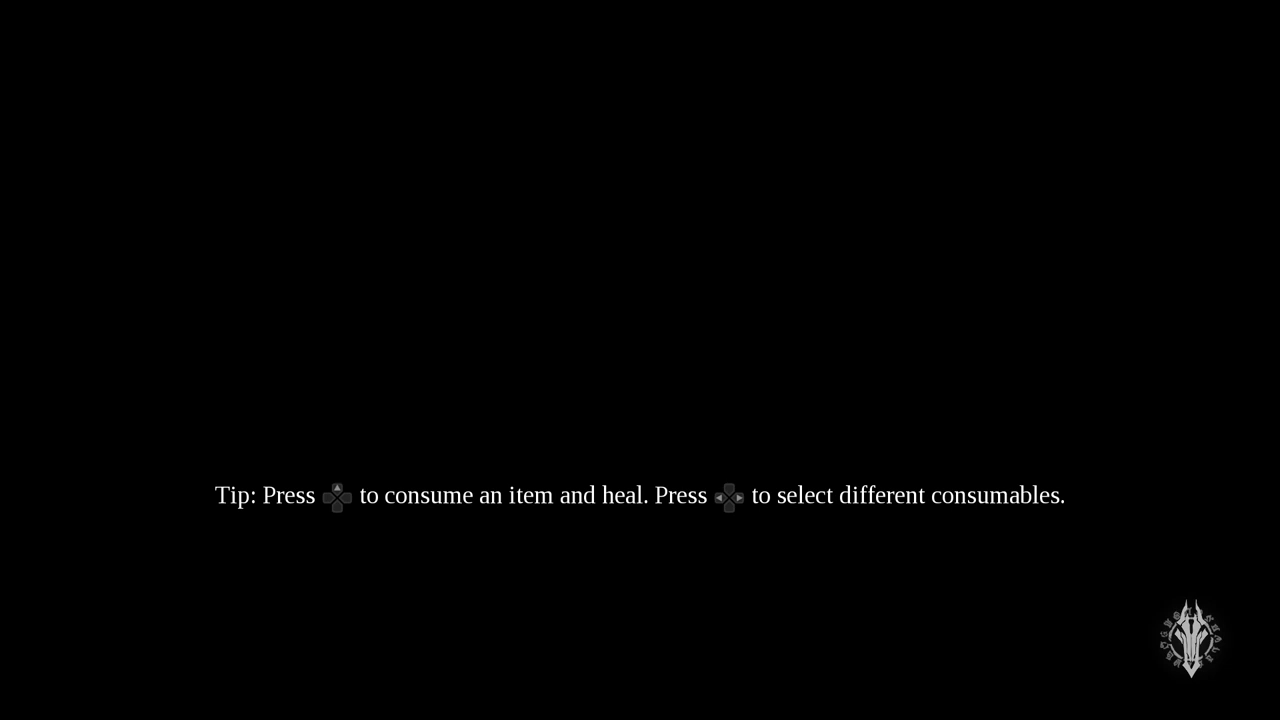 Tip: Press to consume an item and heal. Press to select different consumables.